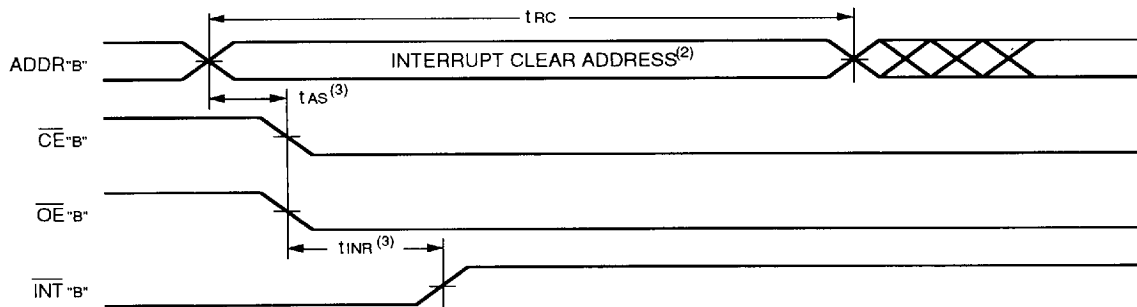 tRC
ADDR"B"
INTERRUPT CLEAR ADDRESS(2)
tAS(3)
CE"B"
OE"B"
tINR(3)
INT"B"